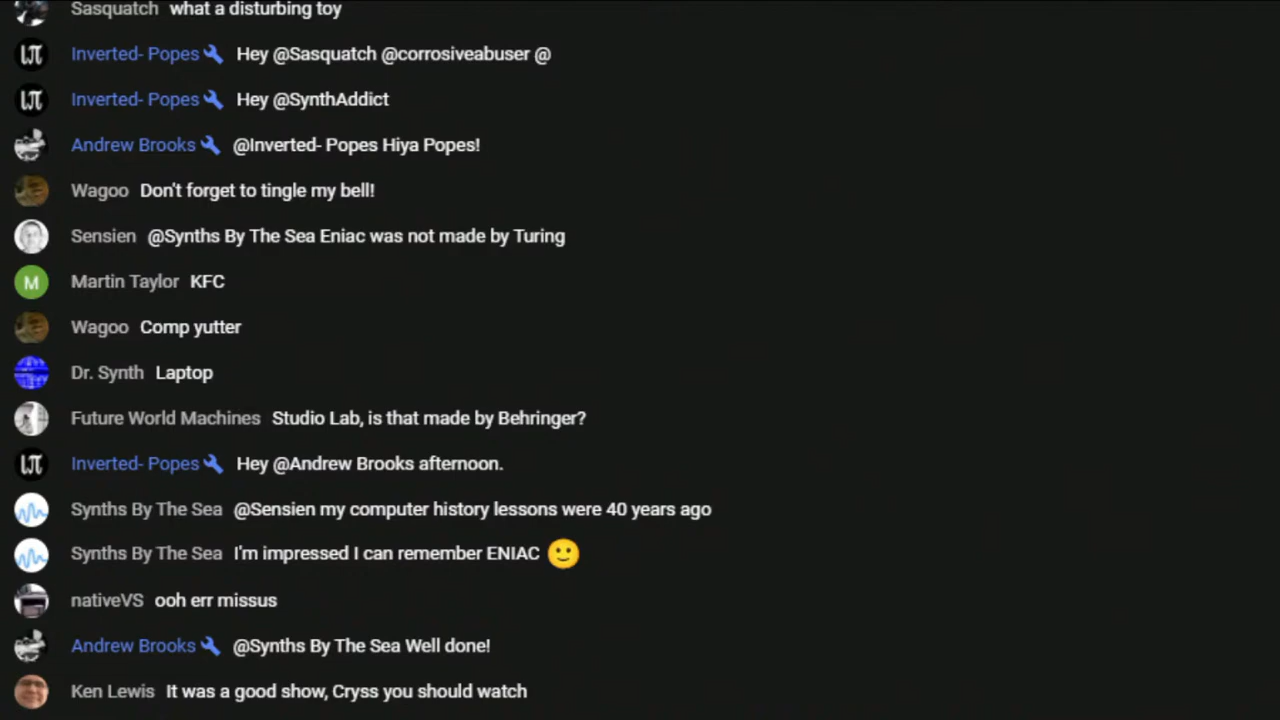 Sasquatch what a disturbing toy
Inverted- Popes Hey @Sasquatch @corrosiveabuser @
Inverted- Popes Hey @SynthAddict
Andrew Brooks @Inverted- Popes Hiya Popes!
Wagoo Don't forget to tingle my bell!
Sensien @Synths By The Sea Eniac was not made by Turing
M Martin Taylor KFC
Wagoo Comp yutter
Dr. Synth Laptop
Future World Machines Studio Lab, is that made by Behringer?
Inverted- Popes Hey @Andrew Brooks afternoon.
Synths By The Sea @Sensien my computer history lessons were 40 years ago
Synths By The Sea I'm impressed I can remember ENIAC 🙂
nativeVS ooh err missus
Andrew Brooks @Synths By The Sea Well done!
Ken Lewis It was a good show, Cryss you should watch